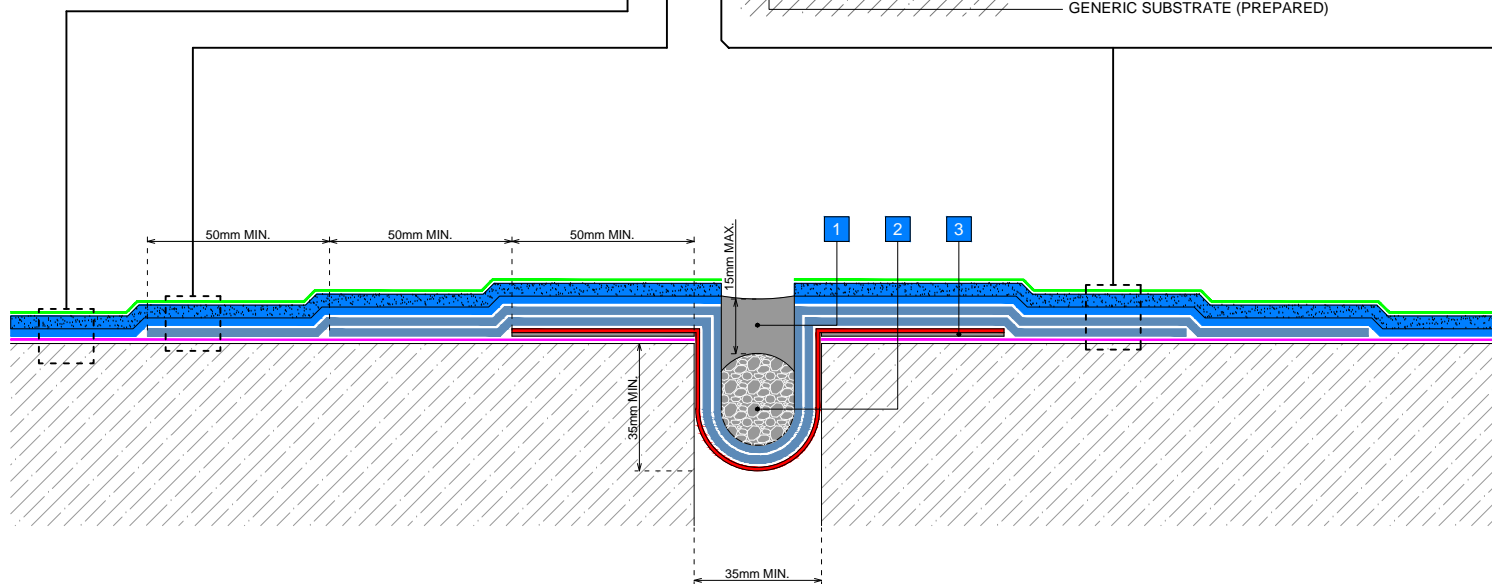 GENERIC SUBSTRATE (PREPARED)
50mm MIN.
50mm MIN.
50mm MIN.
15mm MAX.
1
2
3
35mm MIN.
35mm MIN.